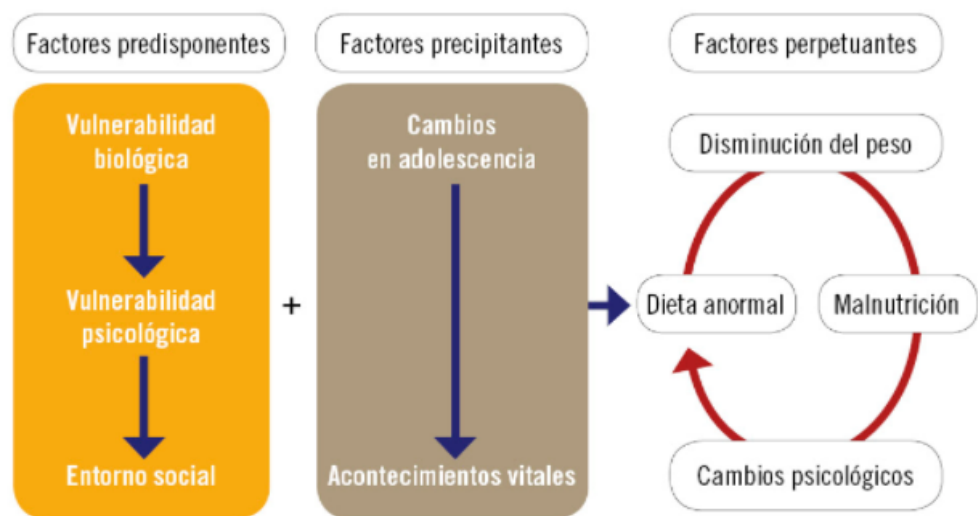 Factores predisponentes
Factores precipitantes
Factores perpetuantes
Vulnerabilidad
biológica
Vulnerabilidad
psicológica
Entorno social
+
Cambios
en adolescencia
Acontecimientos vitales
Disminución del peso
Dieta anormal
Malnutrición
Cambios psicológicos